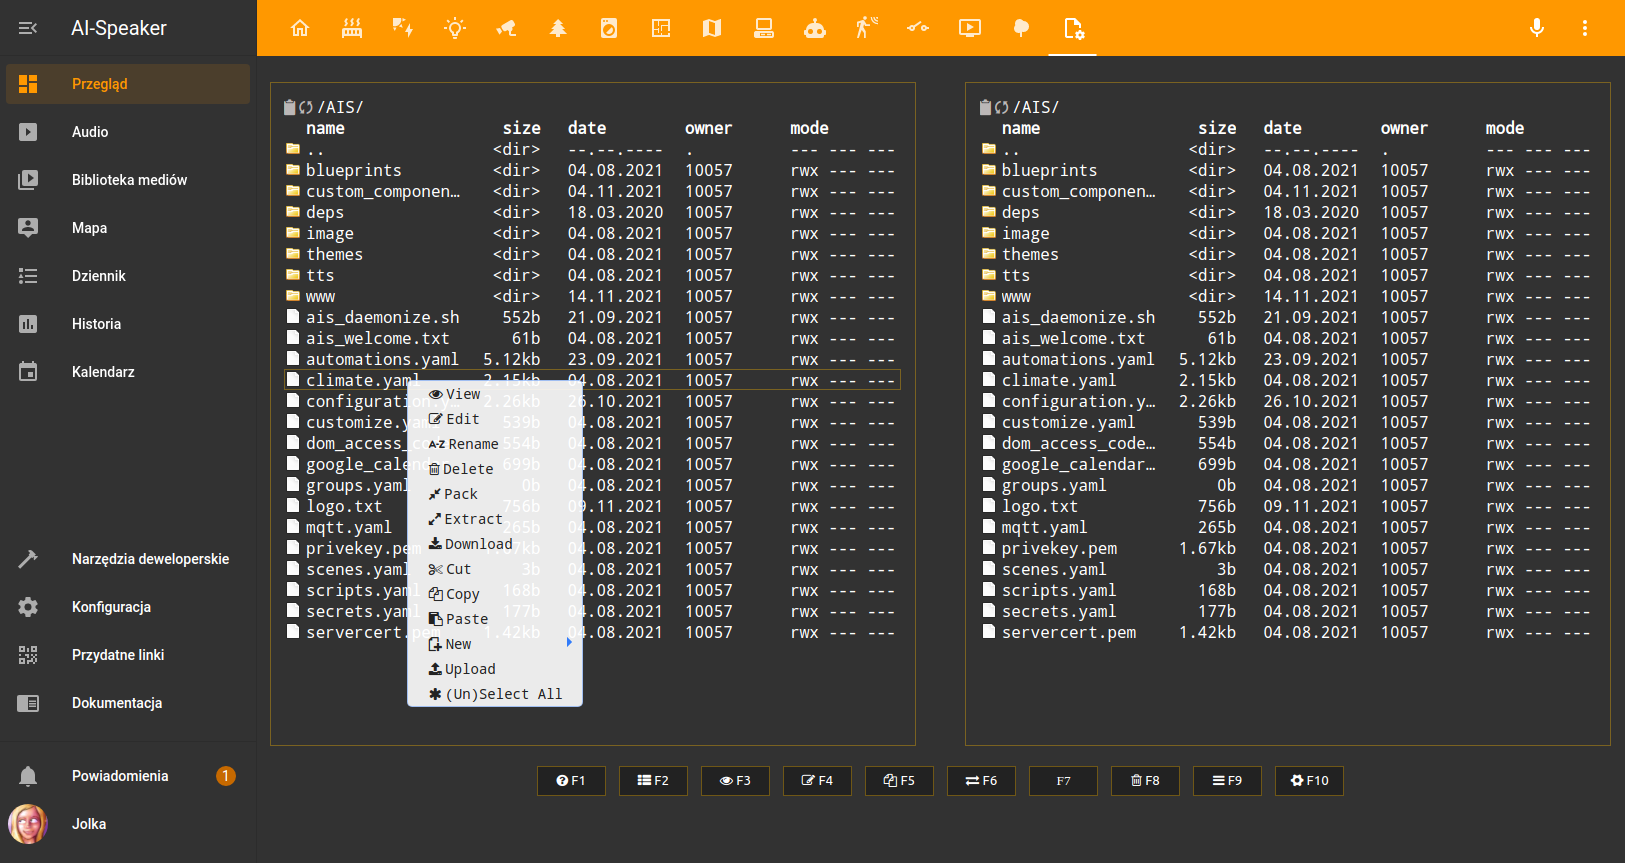 AI-Speaker
Przegląd
Audio
Biblioteka mediów
Mapa
Dziennik
Historia
Kalendarz
Narzędzia deweloperskie
Konfiguracja
Przydatne linki
Dokumentacja
Powiadomienia 1
Jolka
/AIS/
name size date owner mode
.. <dir> --.--.---- . --- --- ---
blueprints <dir> 04.08.2021 10057 rwx --- ---
custom_componen… <dir> 04.11.2021 10057 rwx --- ---
deps <dir> 18.03.2020 10057 rwx --- ---
image <dir> 04.08.2021 10057 rwx --- ---
themes <dir> 04.08.2021 10057 rwx --- ---
tts <dir> 04.08.2021 10057 rwx --- ---
www <dir> 14.11.2021 10057 rwx --- ---
ais_daemonize.sh 552b 21.09.2021 10057 rwx --- ---
ais_welcome.txt 61b 04.08.2021 10057 rwx --- ---
automations.yaml 5.12kb 23.09.2021 10057 rwx --- ---
climate.yaml 2.15kb 04.08.2021 10057 rwx --- ---
configuration.y… 2.26kb 26.10.2021 10057 rwx --- ---
customize.yaml 539b 04.08.2021 10057 rwx --- ---
dom_access_co 554b 04.08.2021 10057 rwx --- ---
google_calendar 699b 04.08.2021 10057 rwx --- ---
groups.yaml 0b 04.08.2021 10057 rwx --- ---
logo.txt 756b 09.11.2021 10057 rwx --- ---
mqtt.yaml 265b 04.08.2021 10057 rwx --- ---
privekey.pem 04.08.2021 10057 rwx --- ---
scenes.yaml 3b 04.08.2021 10057 rwx --- ---
scripts.yaml 168b 04.08.2021 10057 rwx --- ---
secrets.yaml 177b 04.08.2021 10057 rwx --- ---
servercert.pem 1.42kb 04.08.2021 10057 rwx --- ---
View
Edit
A-Z Rename
Delete
Pack
Extract
Download
Cut
Copy
Paste
New
Upload
(Un)Select All
/AIS/
name size date owner mode
.. <dir> --.--.---- . --- --- ---
blueprints <dir> 04.08.2021 10057 rwx --- ---
custom_componen… <dir> 04.11.2021 10057 rwx --- ---
deps <dir> 18.03.2020 10057 rwx --- ---
image <dir> 04.08.2021 10057 rwx --- ---
themes <dir> 04.08.2021 10057 rwx --- ---
tts <dir> 04.08.2021 10057 rwx --- ---
www <dir> 14.11.2021 10057 rwx --- ---
ais_daemonize.sh 552b 21.09.2021 10057 rwx --- ---
ais_welcome.txt 61b 04.08.2021 10057 rwx --- ---
automations.yaml 5.12kb 23.09.2021 10057 rwx --- ---
climate.yaml 2.15kb 04.08.2021 10057 rwx --- ---
configuration.y… 2.26kb 26.10.2021 10057 rwx --- ---
customize.yaml 539b 04.08.2021 10057 rwx --- ---
dom_access_code… 554b 04.08.2021 10057 rwx --- ---
google_calendar… 699b 04.08.2021 10057 rwx --- ---
groups.yaml 0b 04.08.2021 10057 rwx --- ---
logo.txt 756b 09.11.2021 10057 rwx --- ---
mqtt.yaml 265b 04.08.2021 10057 rwx --- ---
privekey.pem 1.67kb 04.08.2021 10057 rwx --- ---
scenes.yaml 3b 04.08.2021 10057 rwx --- ---
scripts.yaml 168b 04.08.2021 10057 rwx --- ---
secrets.yaml 177b 04.08.2021 10057 rwx --- ---
servercert.pem 1.42kb 04.08.2021 10057 rwx --- ---
F1 F2 F3 F4 F5 F6 F7 F8 F9 F10